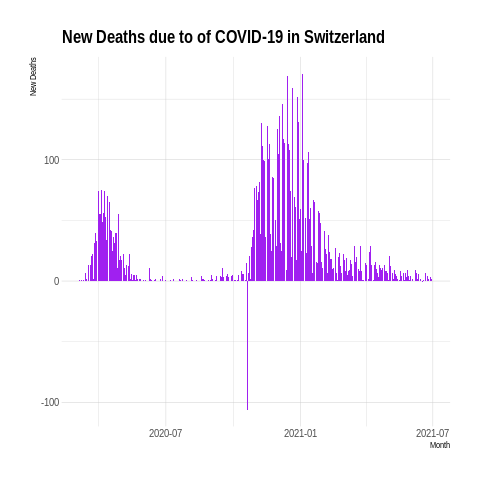 New Deaths due to of COVID-19 in Switzerland
New Deaths
100
0
-100
2020-07
2021-01
2021-07
Month